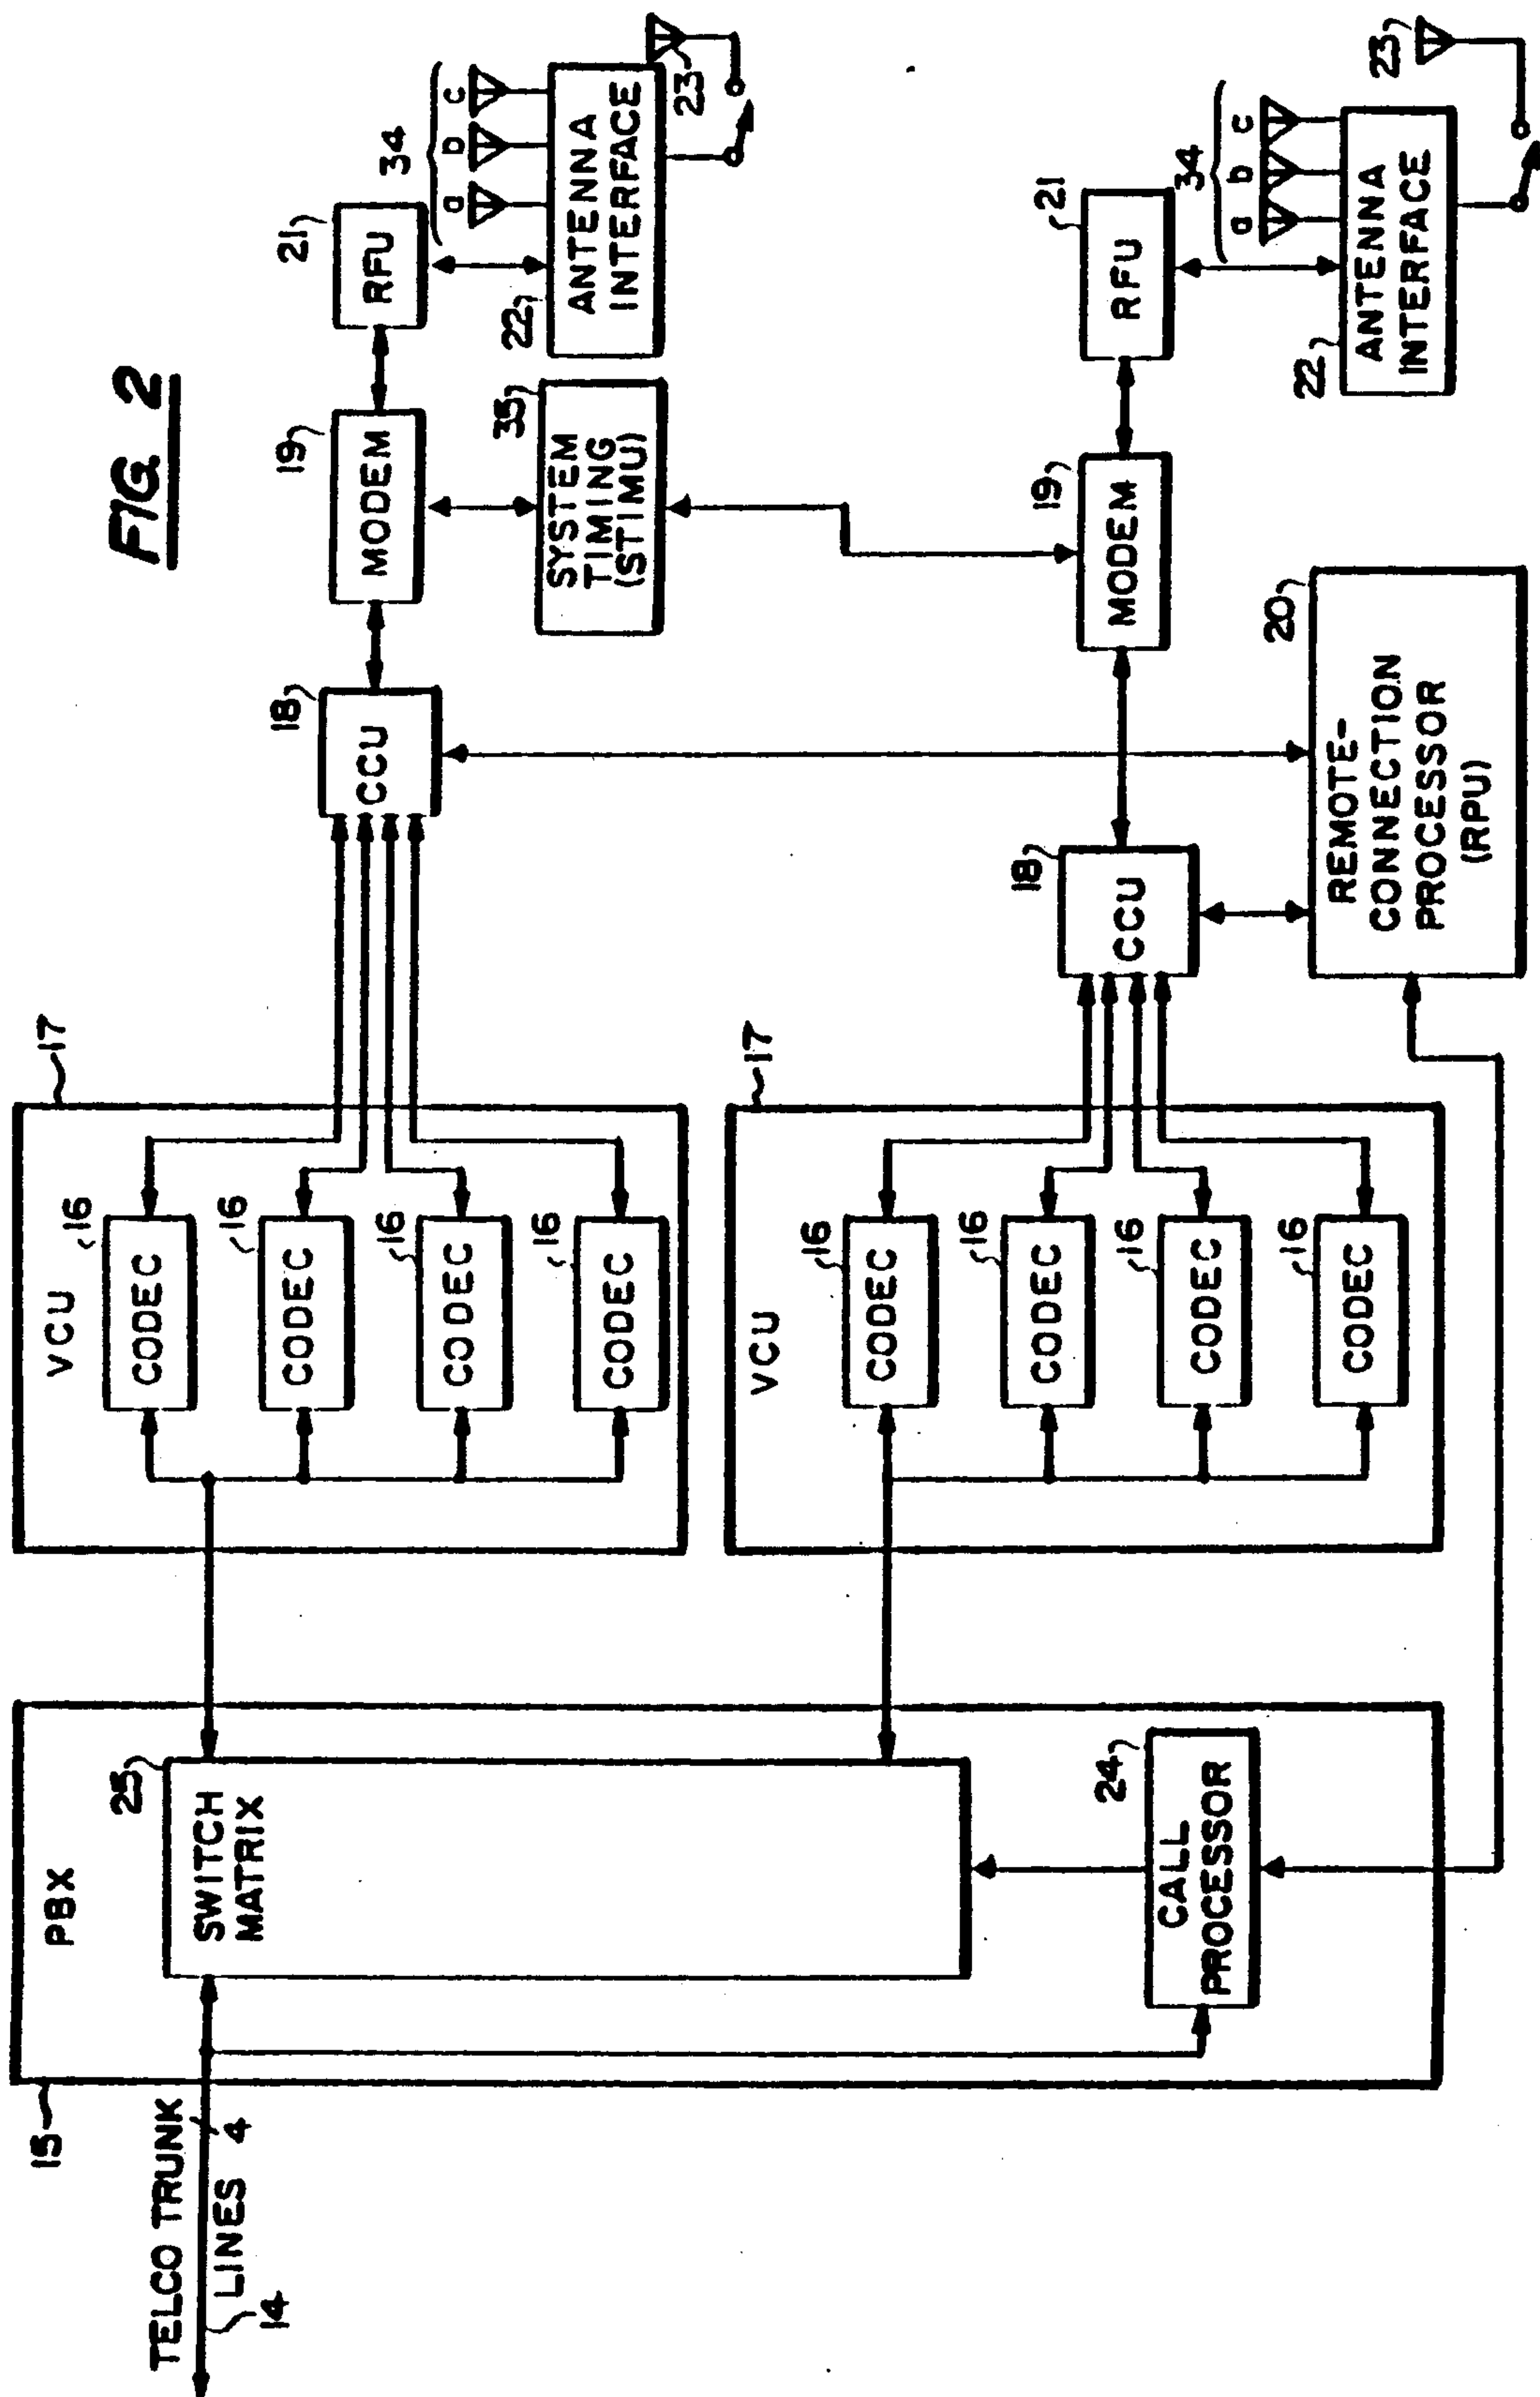 FIG. 2
TELCO TRUNK
LINES 4
14
15
PBX
25
SWITCH
MATRIX
24
CALL
PROCESSOR
17
VCU
16
CODEC
16
CODEC
16
CODEC
16
CODEC
17
VCU
16
CODEC
16
CODEC
16
CODEC
16
CODEC
18
CCU
19
MODEM
21
RFU
34
a b c
22
ANTENNA
INTERFACE
23
35
SYSTEM
TIMING
(STIMU)
18
CCU
19
MODEM
21
RFU
34
a b c
22
ANTENNA
INTERFACE
23
20
REMOTE-
CONNECTION
PROCESSOR
(RPU)